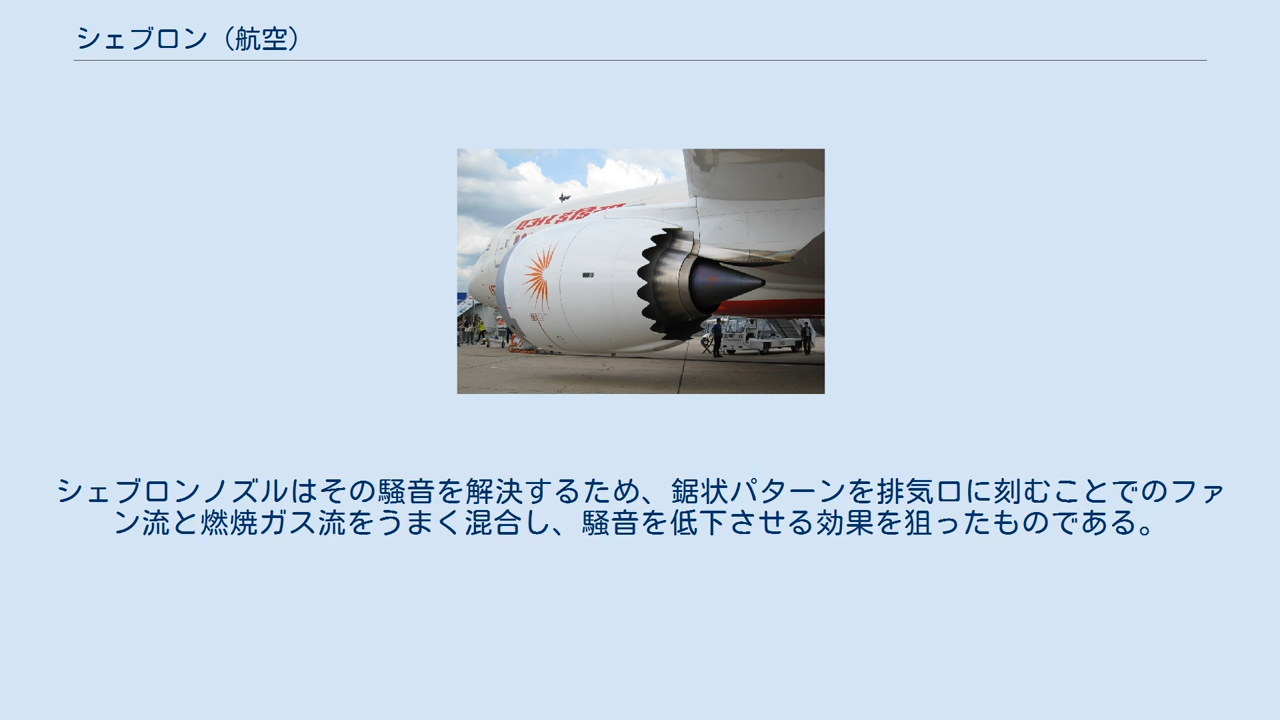 シェブロン（航空）
シェブロンノズルはその騒音を解決するため、鋸状パターンを排気口に刻むことでのファ
ン流と燃焼ガス流をうまく混合し、騒音を低下させる効果を狙ったものである。